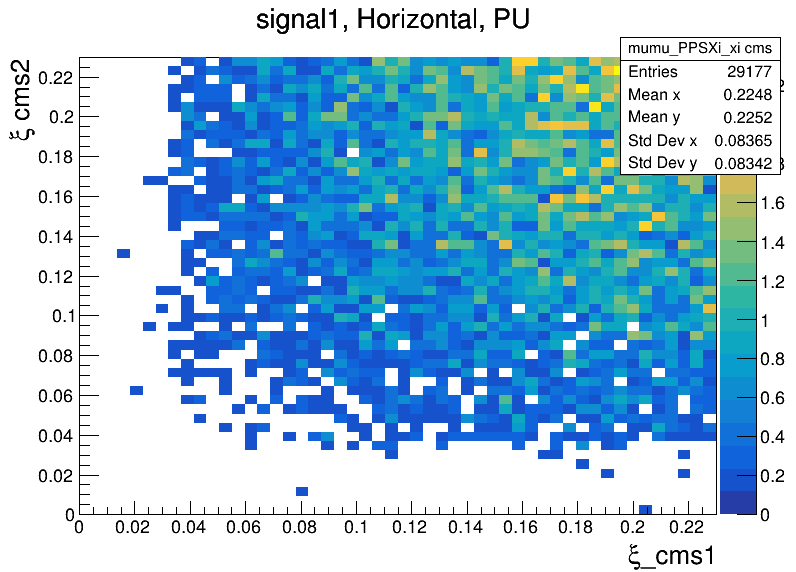 signal1, Horizontal, PU
mumu_PPSXi_xi cms
Entries 29177
Mean x 0.2248
Mean y 0.2252
Std Dev x 0.08365
Std Dev y 0.08342
ξ cms2
0.22
0.2
0.18
0.16
0.14
0.12
0.1
0.08
0.06
0.04
0.02
0
0 0.02 0.04 0.06 0.08 0.1 0.12 0.14 0.16 0.18 0.2 0.22
ξ_cms1
1.6
1.4
1.2
1
0.8
0.6
0.4
0.2
0